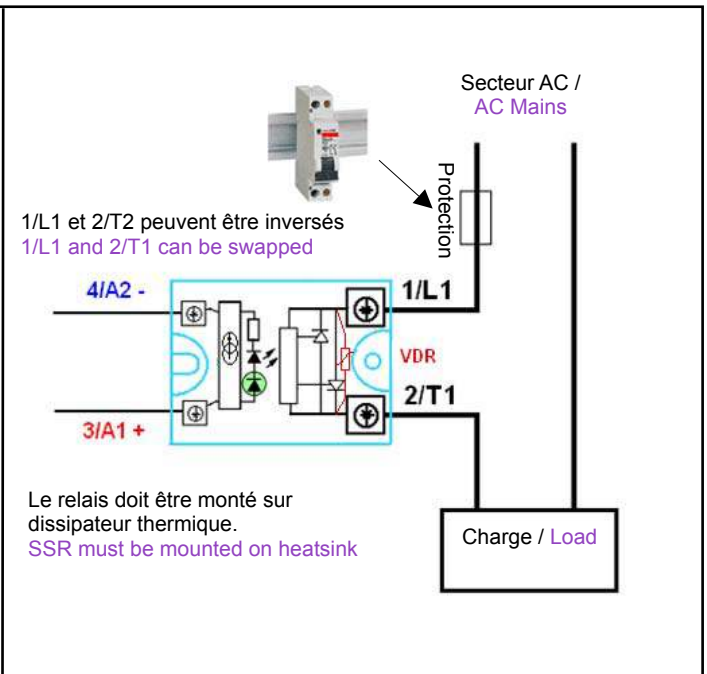 Secteur AC /
AC Mains
Protection
1/L1 et 2/T2 peuvent être inversés
1/L1 and 2/T1 can be swapped
4/A2 -
1/L1
VDR
2/T1
3/A1 +
Le relais doit être monté sur
dissipateur thermique.
SSR must be mounted on heatsink
Charge / Load